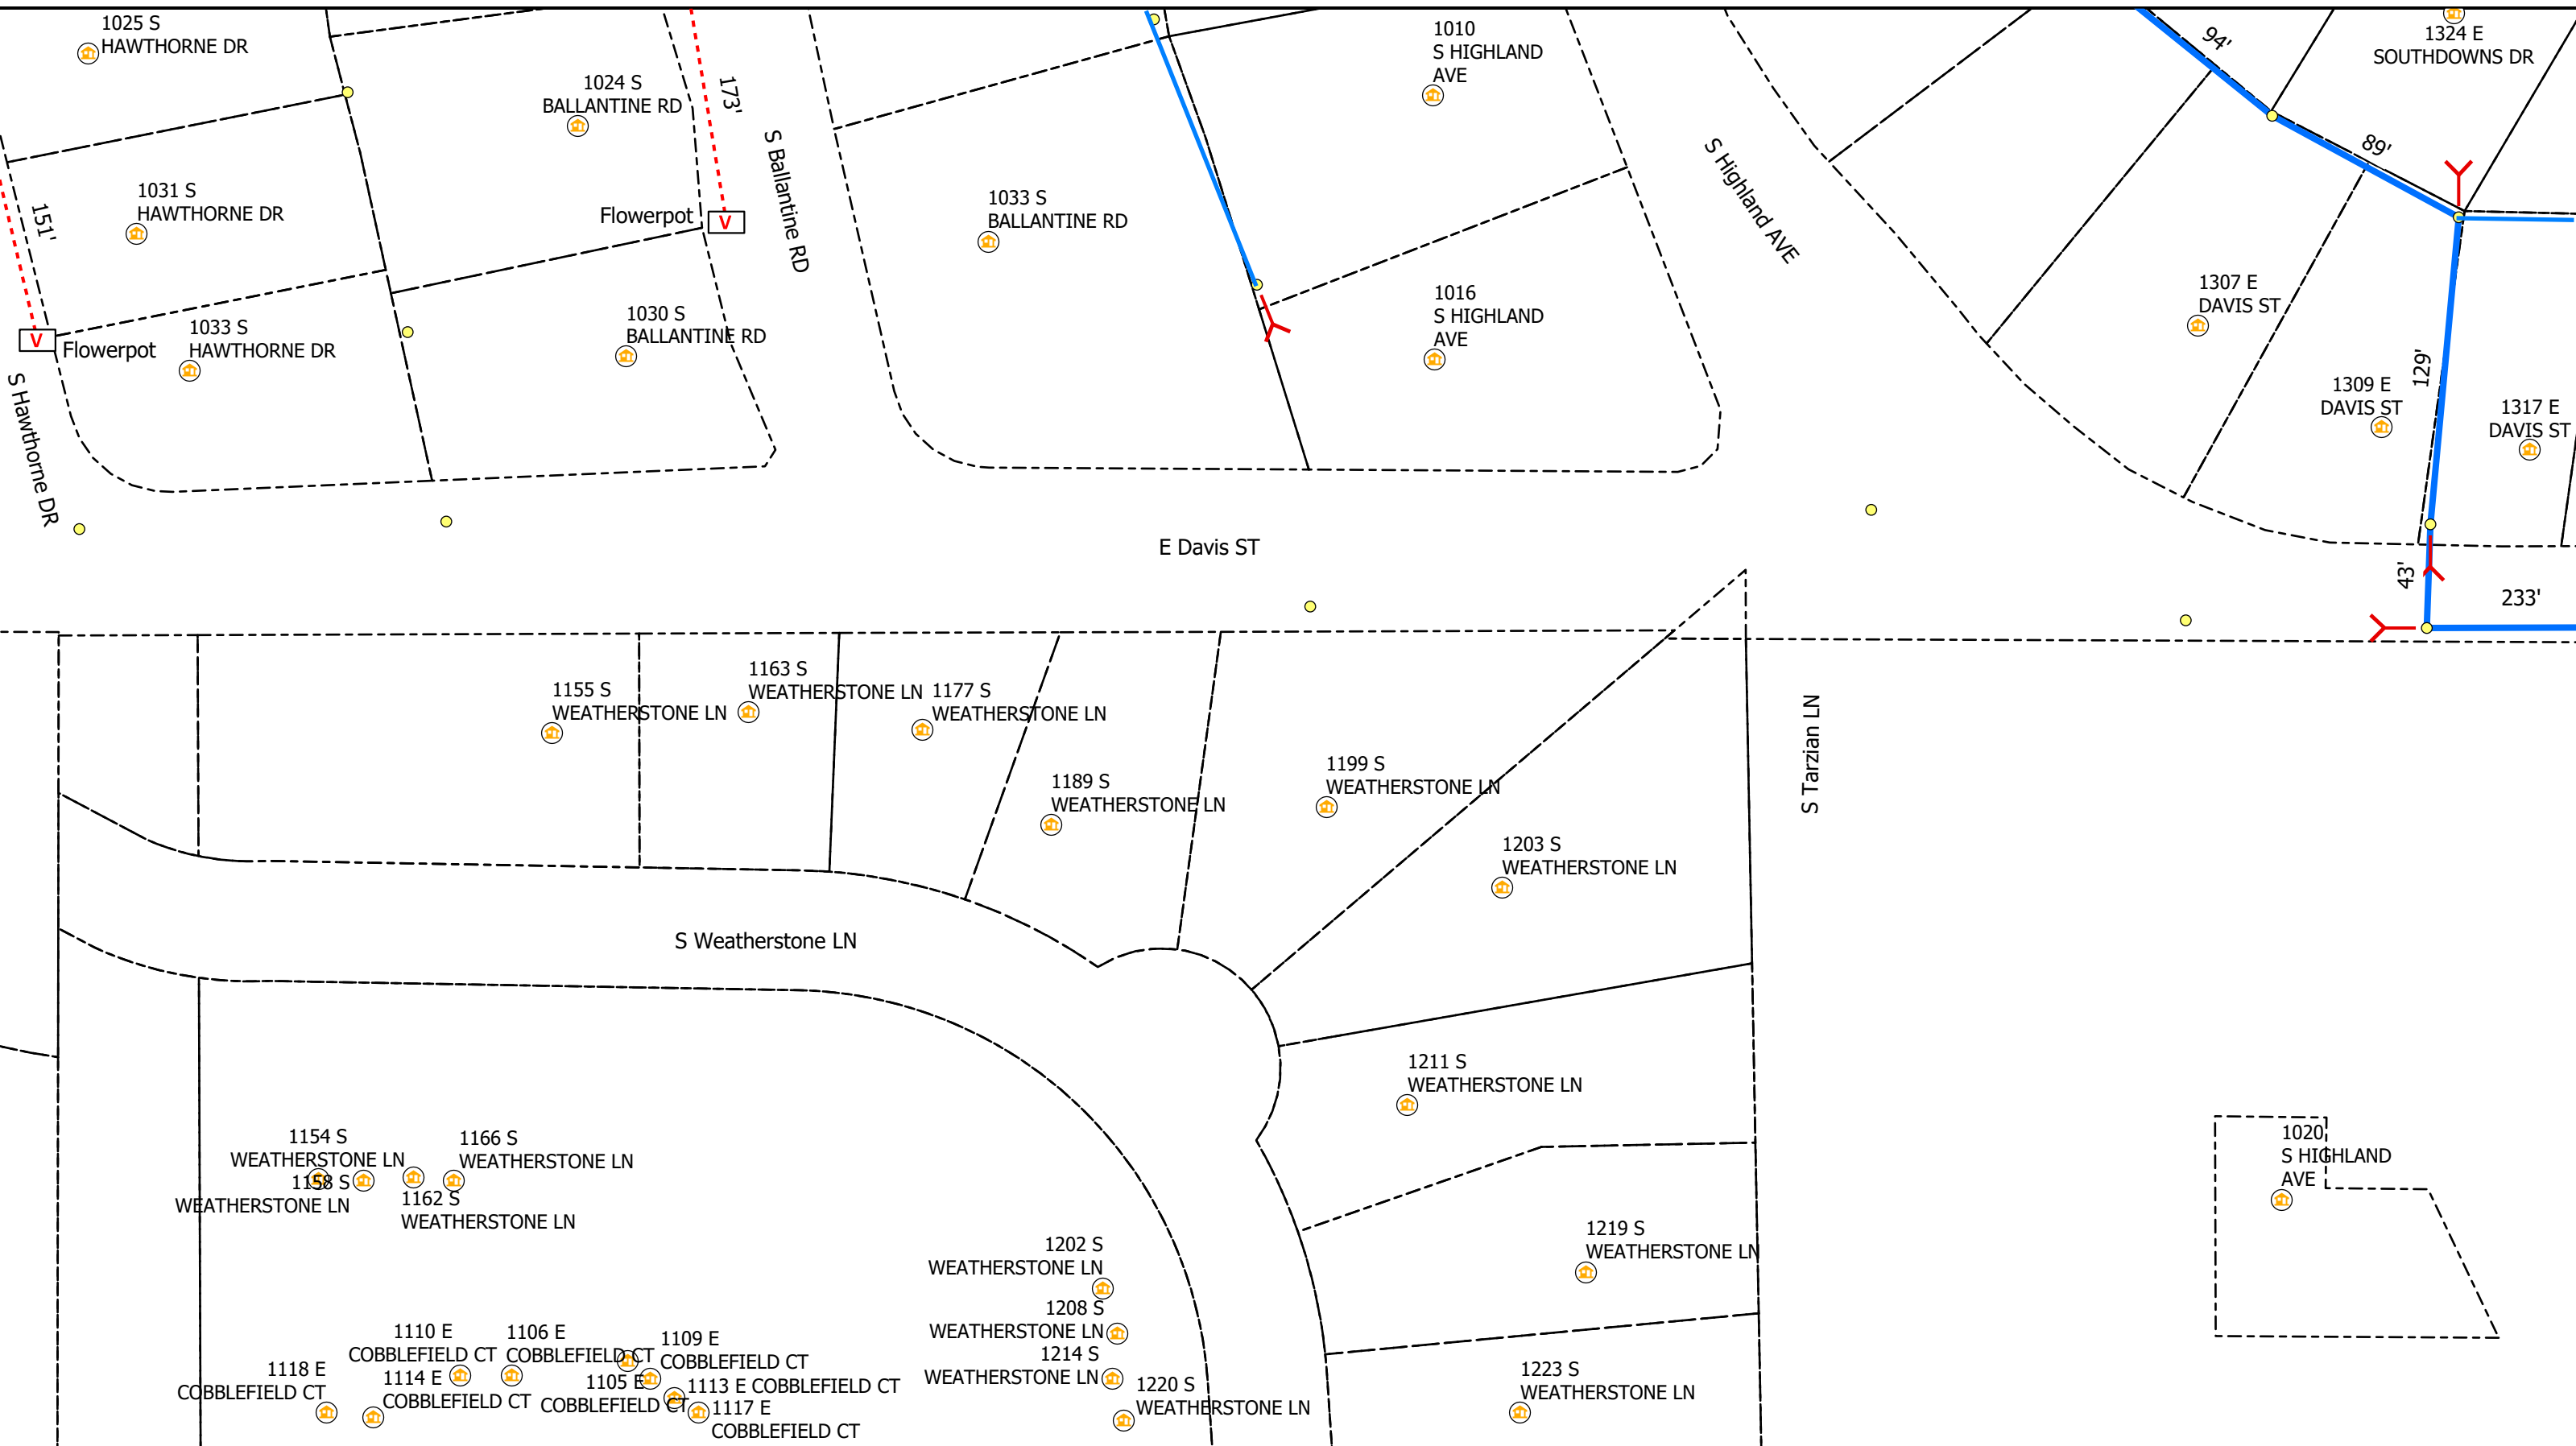 1025 S
HAWTHORNE DR
1024 S
BALLANTINE RD
173'
S Ballantine RD
1010
S HIGHLAND
AVE
94'
1324 E
SOUTHDOWNS DR
89'
1031 S
HAWTHORNE DR
151'
Flowerpot
V
1033 S
BALLANTINE RD
S Highland AVE
1307 E
DAVIS ST
1016
S HIGHLAND
AVE
1033 S
HAWTHORNE DR
V
Flowerpot
1030 S
BALLANTINE RD
129'
1309 E
DAVIS ST
1317 E
DAVIS ST
S Hawthorne DR
E Davis ST
43'
233'
1155 S
WEATHERSTONE LN
1163 S
WEATHERSTONE LN
1177 S
WEATHERSTONE LN
1189 S
WEATHERSTONE LN
1199 S
WEATHERSTONE LN
S Tarzian LN
1203 S
WEATHERSTONE LN
S Weatherstone LN
1211 S
WEATHERSTONE LN
1154 S
WEATHERSTONE LN
1158 S
WEATHERSTONE LN
1166 S
WEATHERSTONE LN
1162 S
WEATHERSTONE LN
1020
S HIGHLAND
AVE
1202 S
WEATHERSTONE LN
1219 S
WEATHERSTONE LN
1208 S
WEATHERSTONE LN
1214 S
WEATHERSTONE LN
1220 S
WEATHERSTONE LN
1223 S
WEATHERSTONE LN
1118 E
COBBLEFIELD CT
1110 E
COBBLEFIELD CT
1114 E
COBBLEFIELD CT
1106 E
COBBLEFIELD CT
1109 E
COBBLEFIELD CT
1105 E
COBBLEFIELD CT
1113 E COBBLEFIELD CT
1117 E
COBBLEFIELD CT